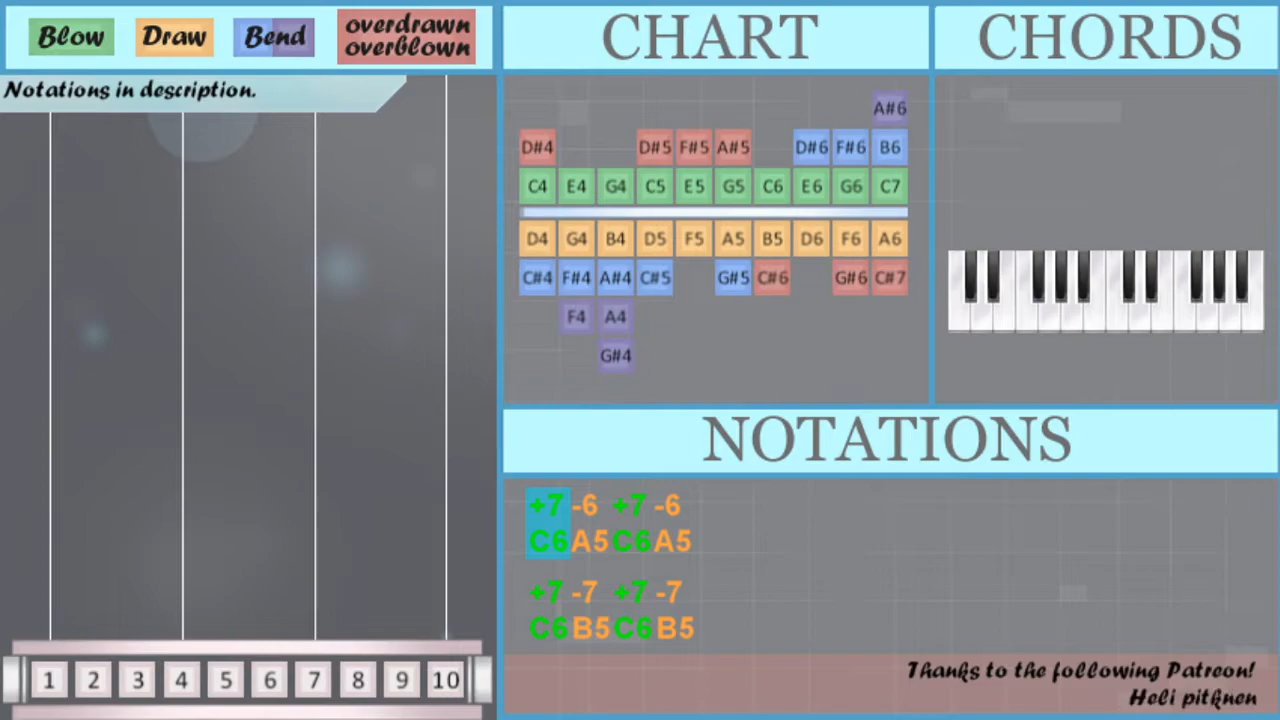 Blow Draw Bend overdrawn
overblown
CHART
CHORDS
Notations in description.
A#6
D#4 D#5 F#5 A#5 D#6 F#6 B6
C4 E4 G4 C5 E5 G5 C6 E6 G6 C7
D4 G4 B4 D5 F5 A5 B5 D6 F6 A6
C#4 F#4 A#4 C#5 G#5 C#6 G#6 C#7
F4 A4
G#4
NOTATIONS
+7 -6 +7 -6
C6 A5 C6 A5
+7 -7 +7 -7
C6 B5 C6 B5
Thanks to the following Patreon!
Heli pitknen
1 2 3 4 5 6 7 8 9 10